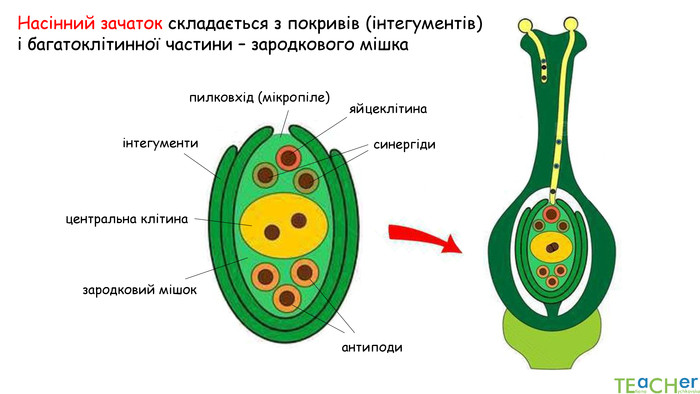 Насінний зачаток складається з покривів (інтегументів)
і багатоклітинної частини – зародкового мішка
пилковхід (мікропіле)
яйцеклітина
інтегументи
синергіди
центральна клітина
зародковий мішок
антиподи
TEaCHer